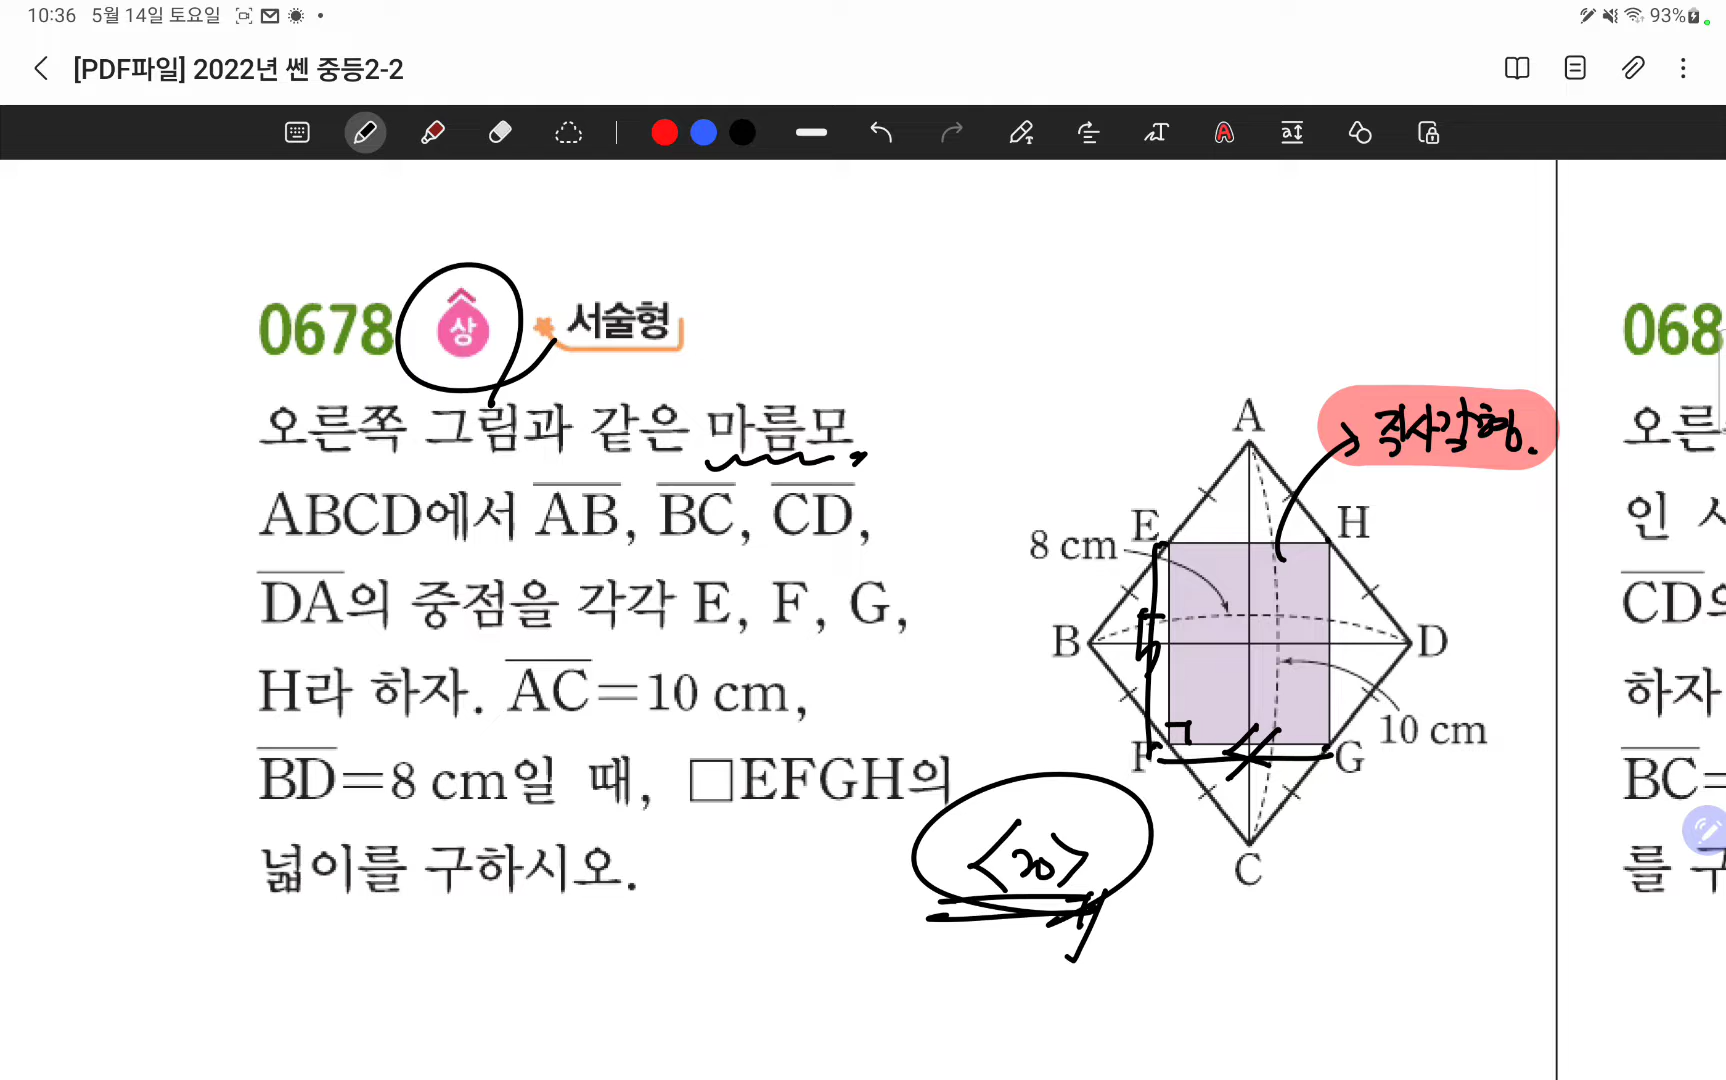 10:36 5월 14일 토요일
93%
[PDF파일] 2022년 쎈 중등2-2
0678 상 서술형
오른쪽 그림과 같은 마름모
ABCD에서 AB, BC, CD,
DA의 중점을 각각 E, F, G,
H라 하자. AC=10 cm,
BD=8 cm일 때, □EFGH의
넓이를 구하시오.
<20>
직사각형.
A
E
H
8 cm
B
D
10 cm
F
G
C
068
오른
인
CD
하자
BC=
를